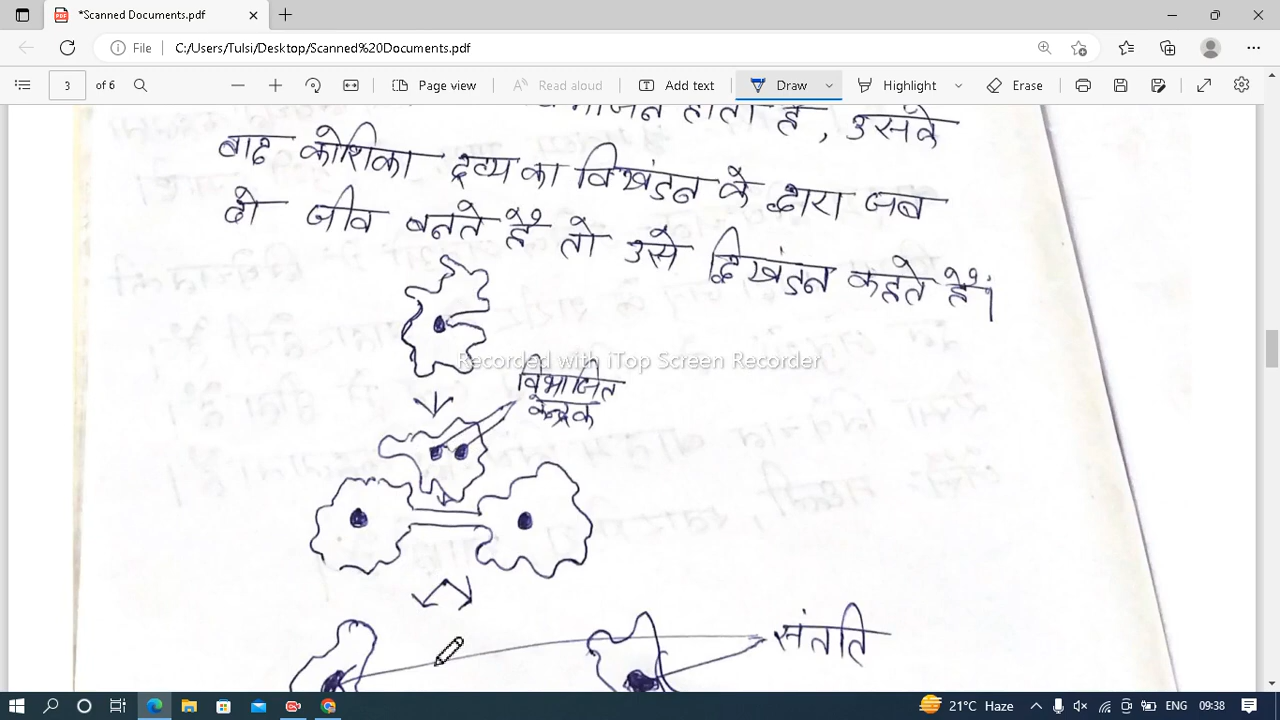 *Scanned Documents.pdf
File | C:/Users/Tulsi/Desktop/Scanned%20Documents.pdf
of 6 Page view Read aloud Add text Draw Highlight Erase
होता है, उसके
बाद कोशिका द्रव्य का विखंडन के द्वारा जब
दो जीव बनते हैं तो उसे द्विखंडन कहते हैं।
Recorded with iTop Screen Recorder
विभाजित
केन्द्रक
संतति
21°C Haze ENG 09:38